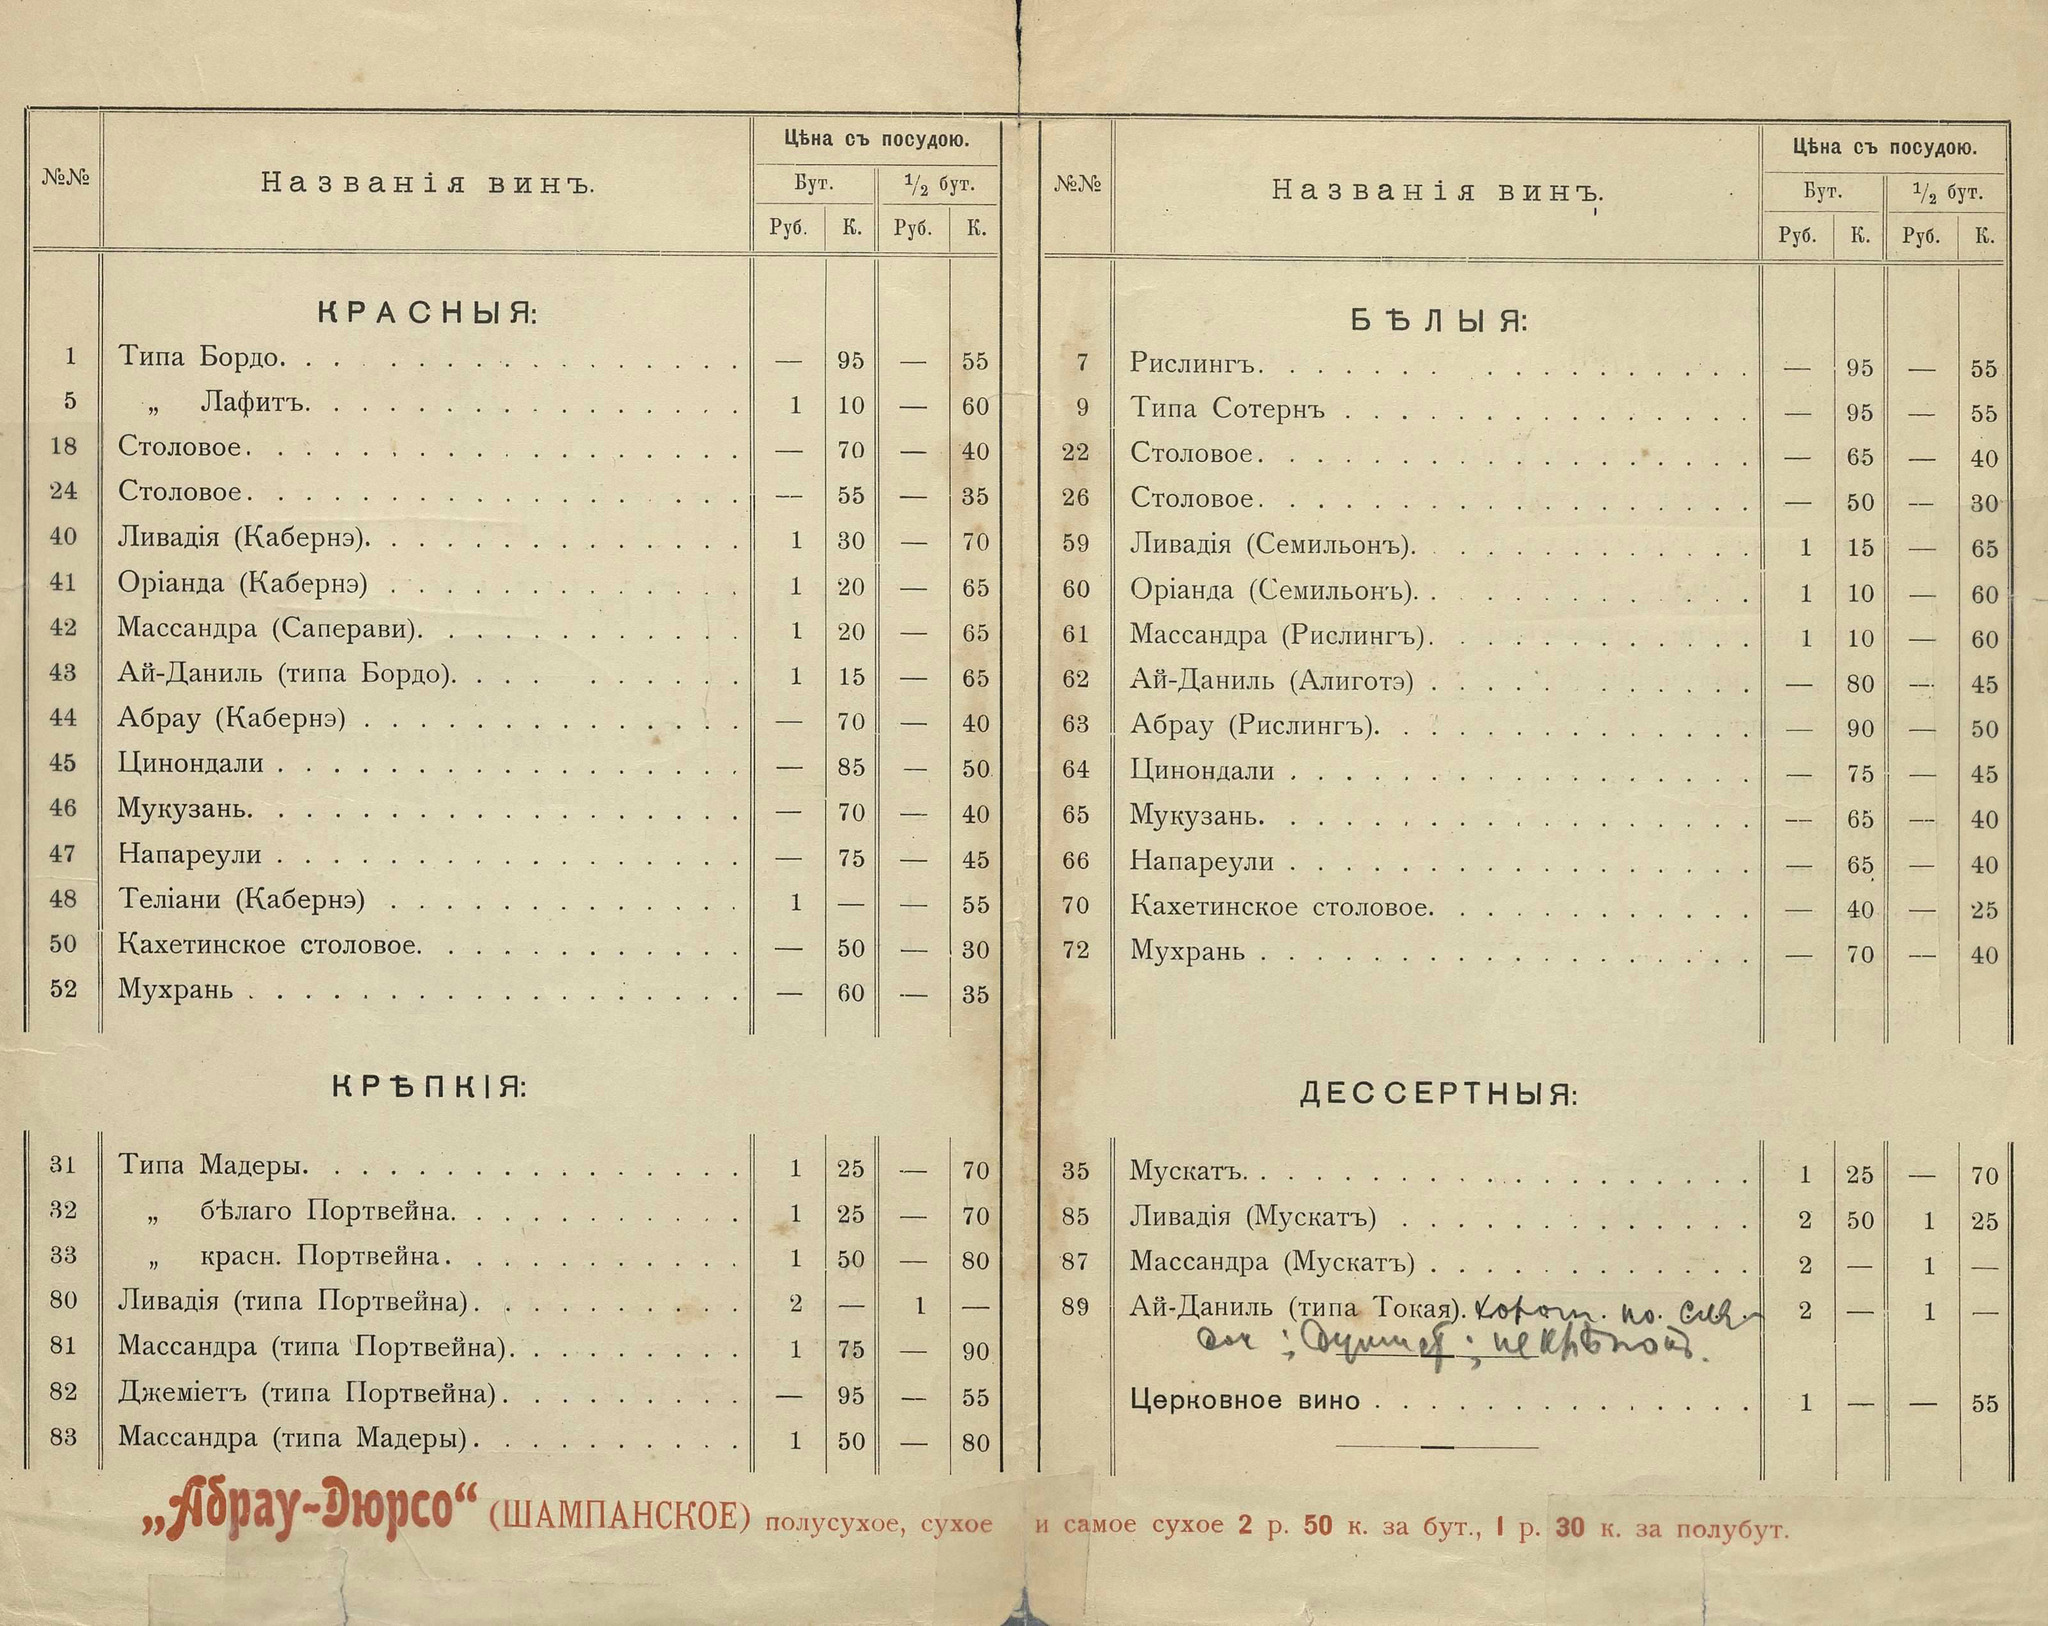 №№ Названія винъ. Цѣна съ посудою.
Бут. ½ бут.
Руб. К. Руб. К.
КРАСНЫЯ:
1 Типа Бордо. — 95 — 55
5 „ Лафитъ. 1 10 — 60
18 Столовое. — 70 — 40
24 Столовое. — 55 — 35
40 Ливадія (Кабернэ). 1 30 — 70
41 Оріанда (Кабернэ) 1 20 — 65
42 Массандра (Саперави). 1 20 — 65
43 Ай-Даниль (типа Бордо). 1 15 — 65
44 Абрау (Кабернэ) — 70 — 40
45 Цинондали — 85 — 50
46 Мукузань. — 70 — 40
47 Напареули — 75 — 45
48 Теліани (Кабернэ) 1 — — 55
50 Кахетинское столовое. — 50 — 30
52 Мухрань — 60 — 35
КРѢПКІЯ:
31 Типа Мадеры. 1 25 — 70
32 „ бѣлаго Портвейна. 1 25 — 70
33 „ красн. Портвейна. 1 50 — 80
80 Ливадія (типа Портвейна). 2 — 1 —
81 Массандра (типа Портвейна). 1 75 — 90
82 Джеміетъ (типа Портвейна). — 95 — 55
83 Массандра (типа Мадеры). 1 50 — 80
№№ Названія винъ. Цѣна съ посудою.
Бут. ½ бут.
Руб. К. Руб. К.
БѢЛЫЯ:
7 Рислингъ. — 95 — 55
9 Типа Сотернъ — 95 — 55
22 Столовое. — 65 — 40
26 Столовое. — 50 — 30
59 Ливадія (Семильонъ). 1 15 — 65
60 Оріанда (Семильонъ). 1 10 — 60
61 Массандра (Рислингъ). 1 10 — 60
62 Ай-Даниль (Алиготэ) — 80 — 45
63 Абрау (Рислингъ). — 90 — 50
64 Цинондали — 75 — 45
65 Мукузань. — 65 — 40
66 Напареули — 65 — 40
70 Кахетинское столовое. — 40 — 25
72 Мухрань — 70 — 40
ДЕССЕРТНЫЯ:
35 Мускатъ. 1 25 — 70
85 Ливадія (Мускатъ) 2 50 1 25
87 Массандра (Мускатъ) 2 — 1 —
89 Ай-Даниль (типа Токая). 2 — 1 —
Церковное вино 1 — — 55
„Абрау-Дюрсо“ (ШАМПАНСКОЕ) полусухое, сухое и самое сухое 2 р. 50 к. за бут., 1 р. 30 к. за полубут.